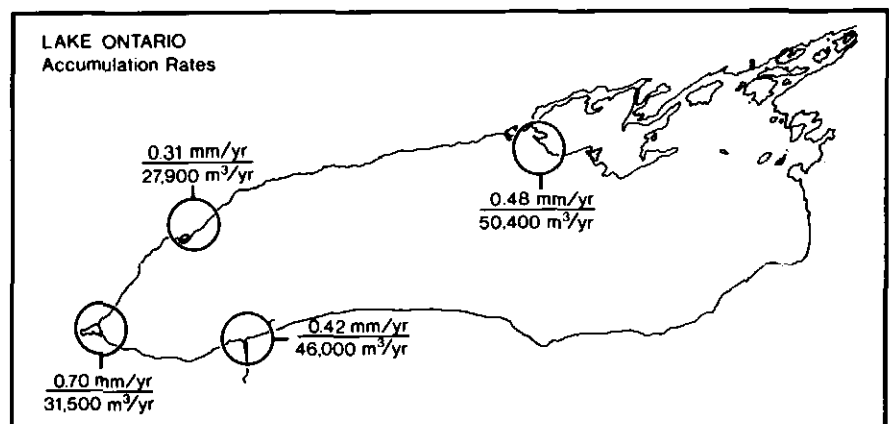 LAKE ONTARIO
Accumulation Rates
0.31 mm/yr
27,900 m³/yr
0.48 mm/yr
50,400 m³/yr
0.42 mm/yr
46,000 m³/yr
0.70 mm/yr
31,500 m³/yr